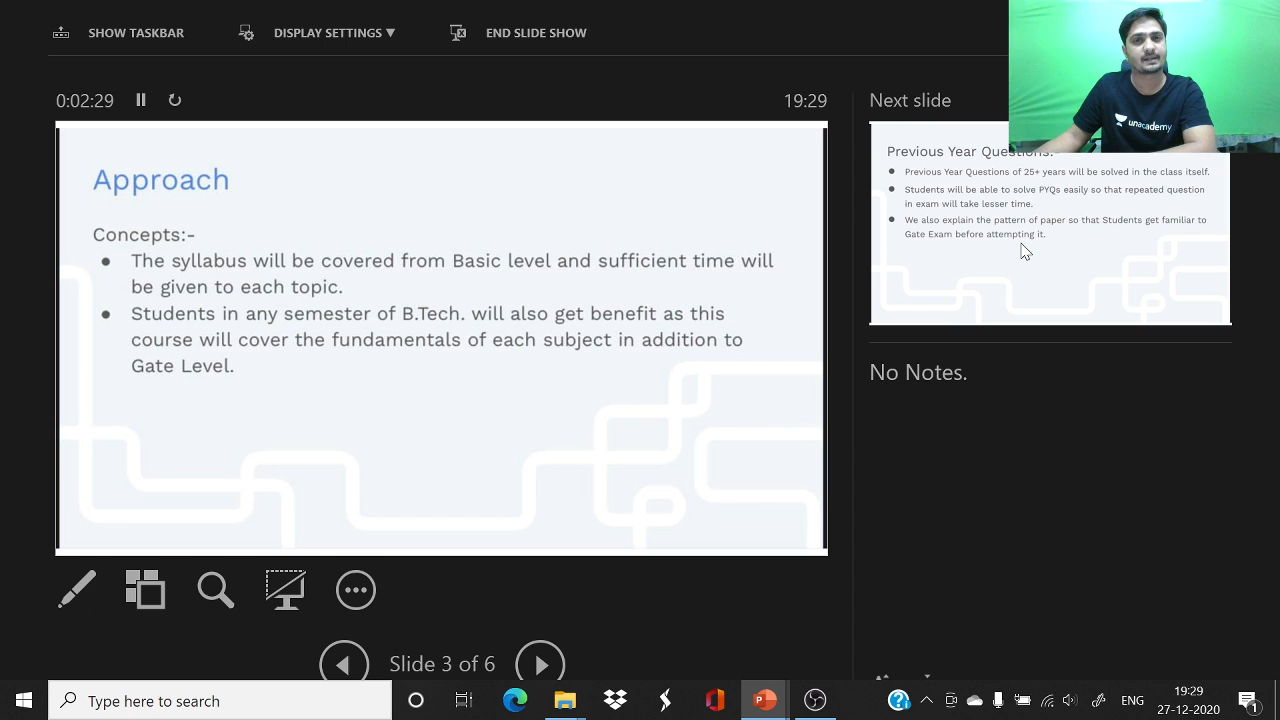 SHOW TASKBAR
DISPLAY SETTINGS ▼
END SLIDE SHOW
0:02:29
19:29
Next slide
unacademy
Approach
Concepts:-
● The syllabus will be covered from Basic level and sufficient time will
be given to each topic.
● Students in any semester of B.Tech. will also get benefit as this
course will cover the fundamentals of each subject in addition to
Gate Level.
Previous Year Questions:-
● Previous Year Questions of 25+ years will be solved in the class itself.
● Students will be able to solve PYQs easily so that repeated question
in exam will take lesser time.
● We also explain the pattern of paper so that Students get familiar to
Gate Exam before attempting it.
No Notes.
Slide 3 of 6
Type here to search
ENG
19:29
27-12-2020
1